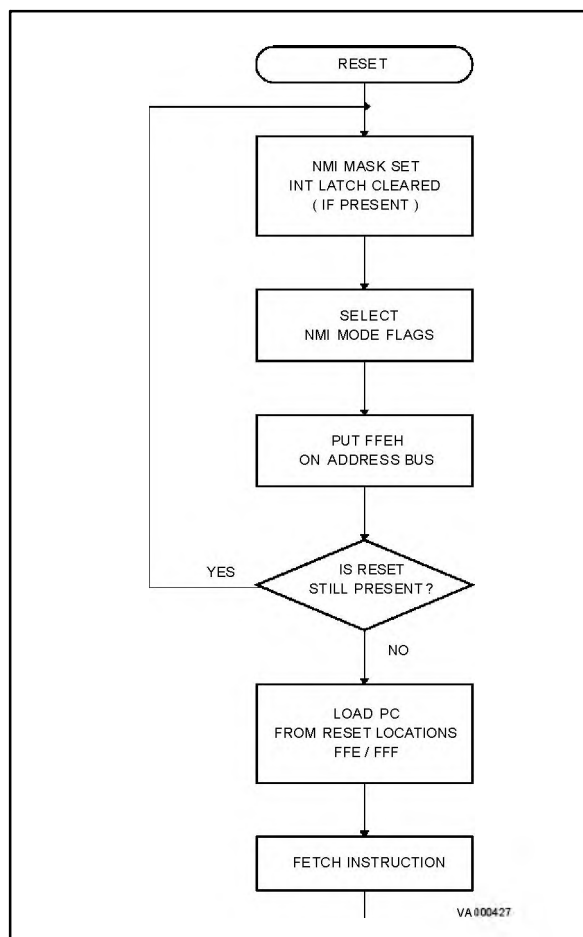 RESET
NMI MASK SET
INT LATCH CLEARED
( IF PRESENT )
SELECT
NMI MODE FLAGS
PUT FFEH
ON ADDRESS BUS
YES
IS RESET
STILL PRESENT ?
NO
LOAD PC
FROM RESET LOCATIONS
FFE / FFF
FETCH INSTRUCTION
VA000427